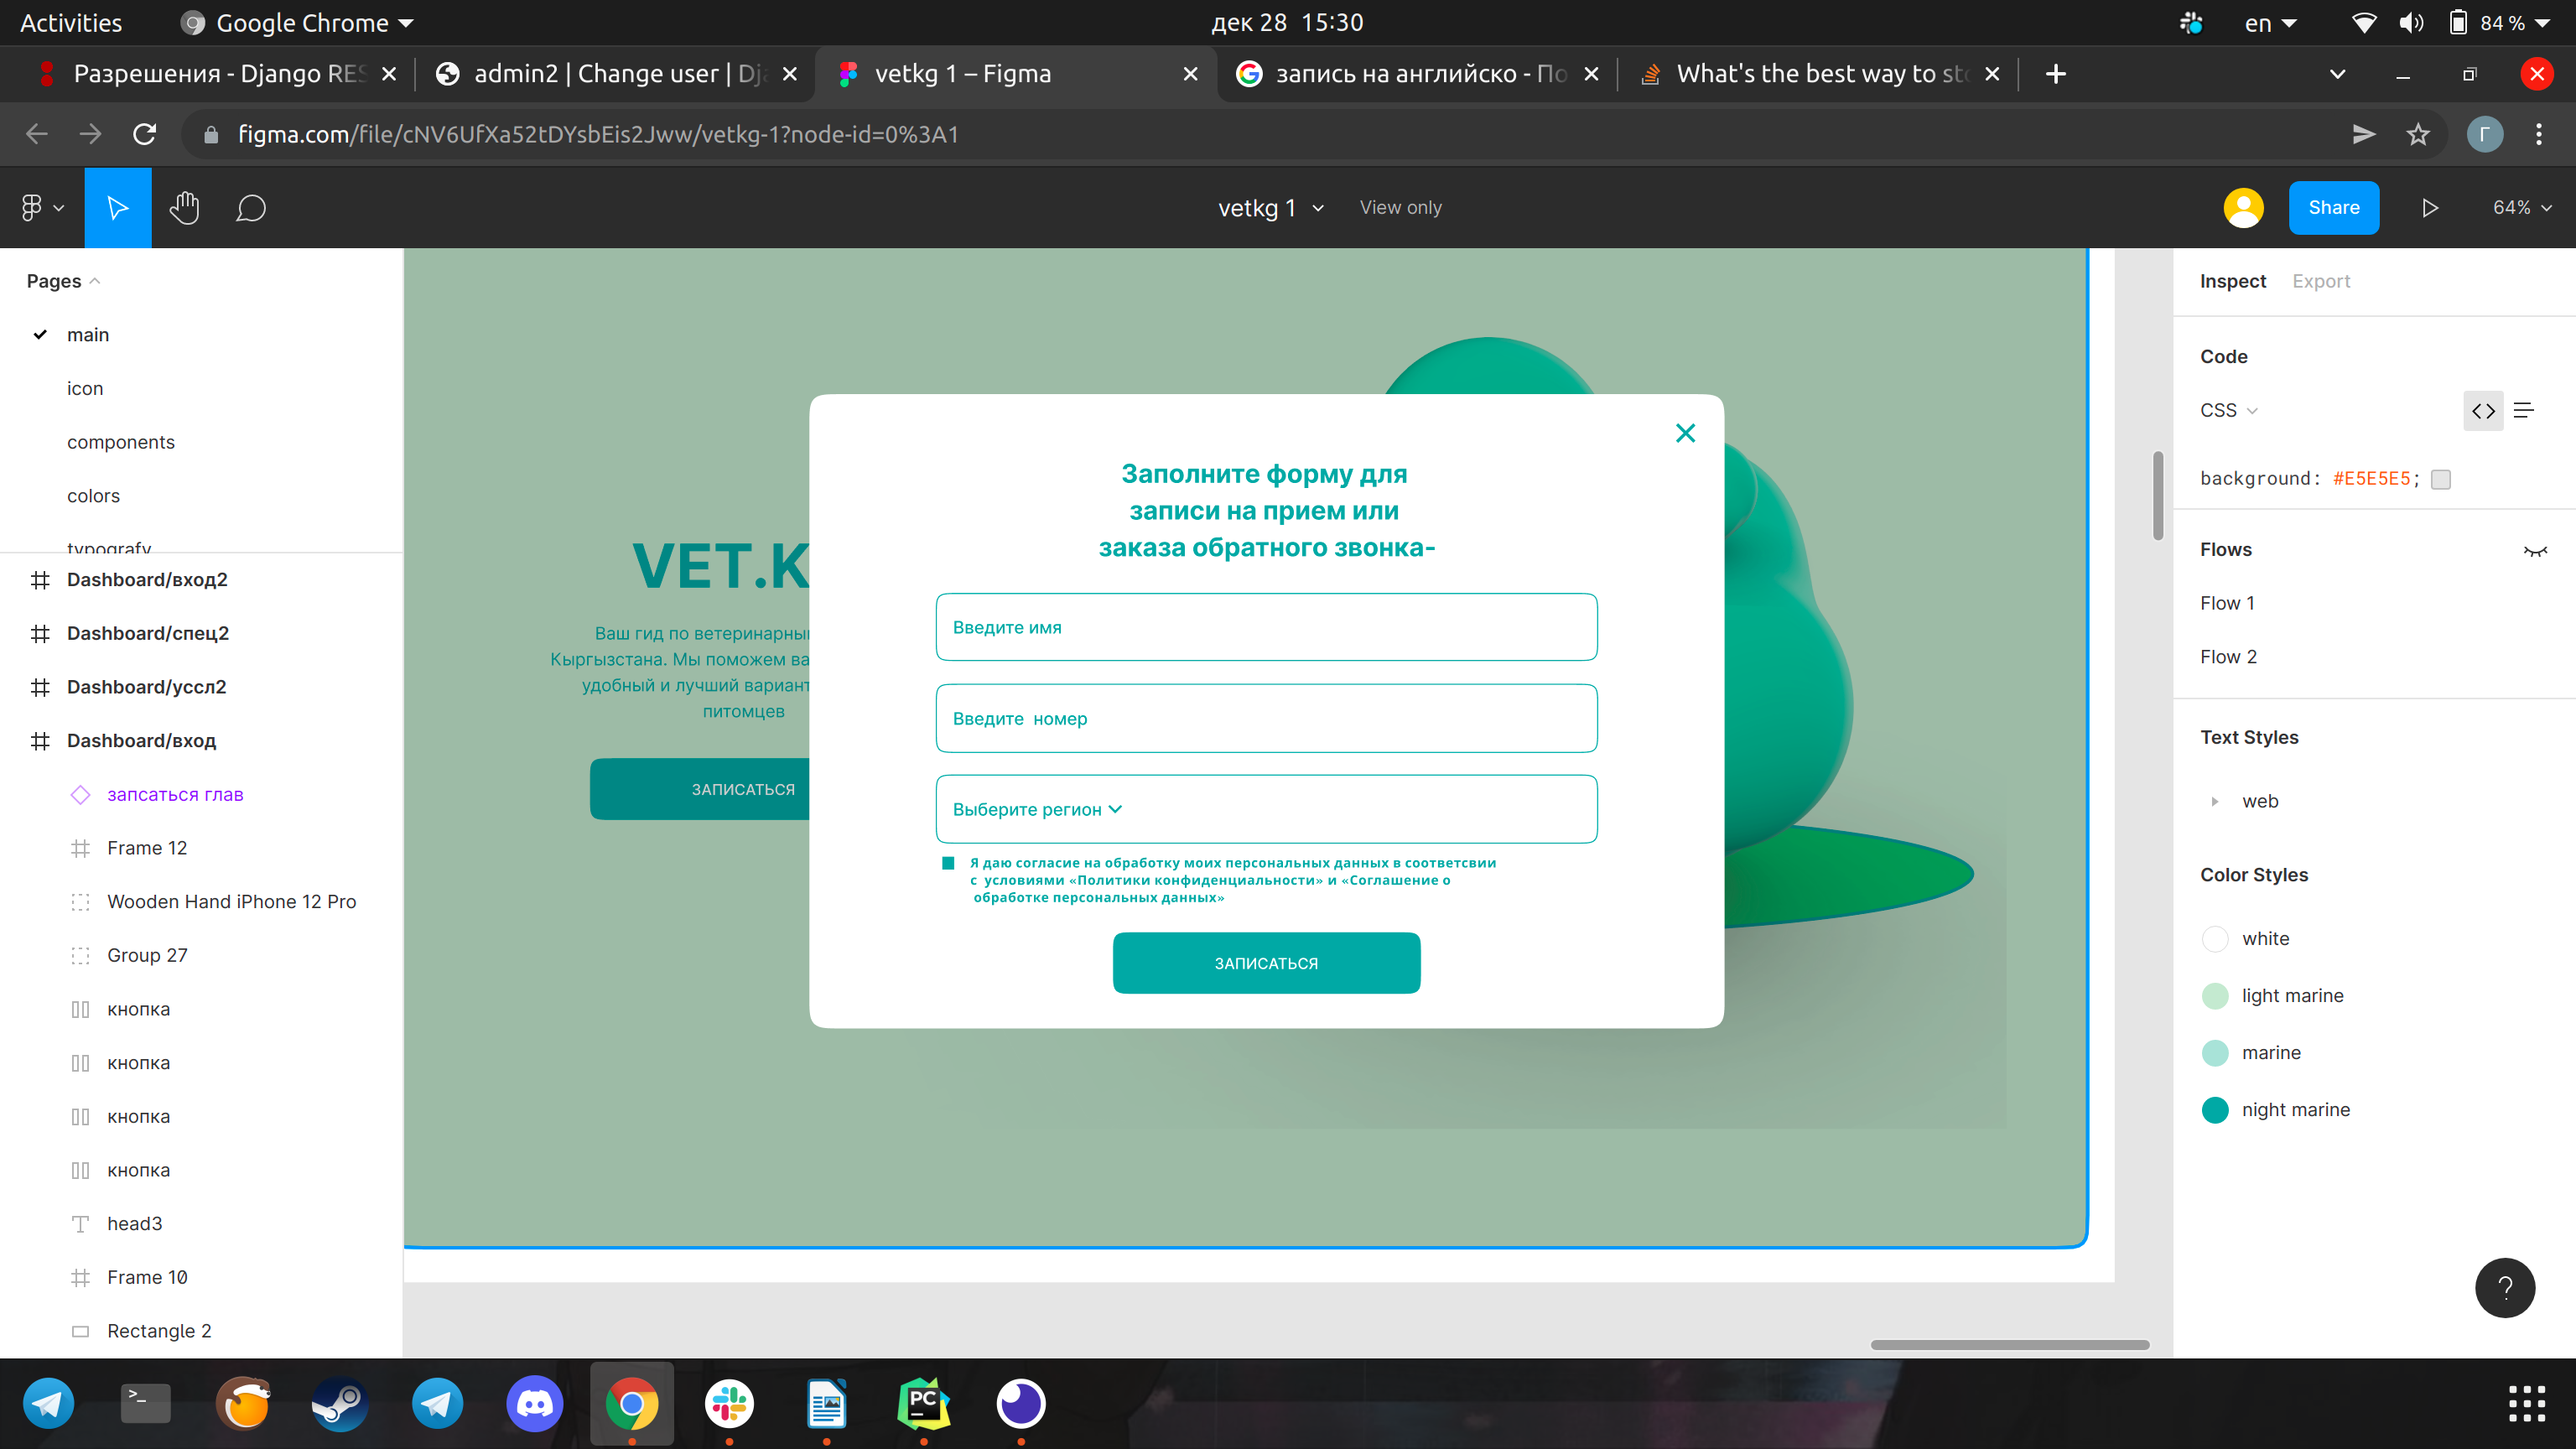 Activities
Google Chrome
дек 28 15:30
en
84 %
Разрешения - Django RES
admin2 | Change user | Dja
vetkg 1 – Figma
запись на английско - По
What's the best way to sto
figma.com/file/cNV6UfXa52tDYsbEis2Jww/vetkg-1?node-id=0%3A1
Г
vetkg 1
View only
Share
64%
Pages
main
icon
components
colors
typografy
Dashboard/вход2
Dashboard/спец2
Dashboard/уссл2
Dashboard/вход
запсаться глав
Frame 12
Wooden Hand iPhone 12 Pro
Group 27
кнопка
кнопка
кнопка
кнопка
head3
Frame 10
Rectangle 2
VET.K
Ваш гид по ветеринарны
Кыргызстана. Мы поможем ва
удобный и лучший вариант
питомцев
ЗАПИСАТЬСЯ
Заполните форму для
записи на прием или
заказа обратного звонка-
Введите имя
Введите  номер
Выберите регион
Я даю согласие на обработку моих персональных данных в соответсвии
с  условиями «Политики конфиденциальности» и «Соглашение о
обработке персональных данных»
ЗАПИСАТЬСЯ
Inspect
Export
Code
CSS
background: #E5E5E5;
Flows
Flow 1
Flow 2
Text Styles
web
Color Styles
white
light marine
marine
night marine
?
>_
PC